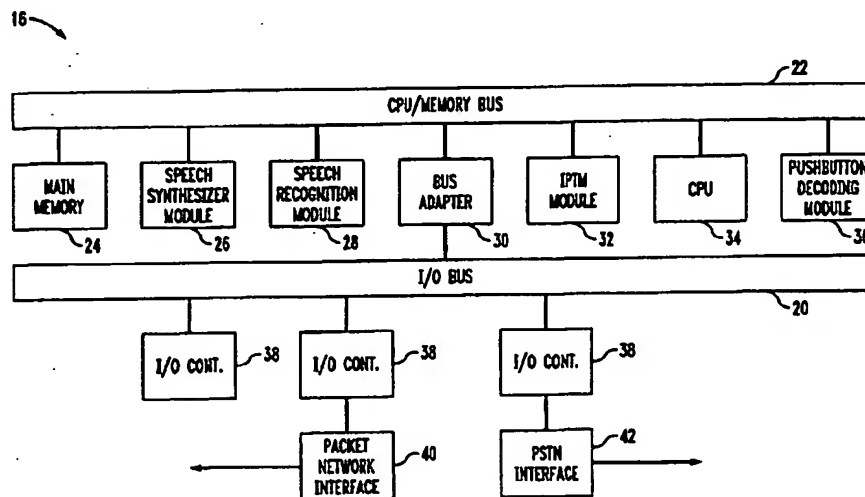 16
22
CPU/MEMORY BUS
MAIN
MEMORY
24
SPEECH
SYNTHESIZER
MODULE
26
SPEECH
RECOGNITION
MODULE
28
BUS
ADAPTER
30
IPTM
MODULE
32
CPU
34
PUSHBUTTON
DECODING
MODULE
36
I/O BUS
20
I/O CONT.
38
I/O CONT.
38
I/O CONT.
38
PACKET
NETWORK
INTERFACE
40
PSTN
INTERFACE
42